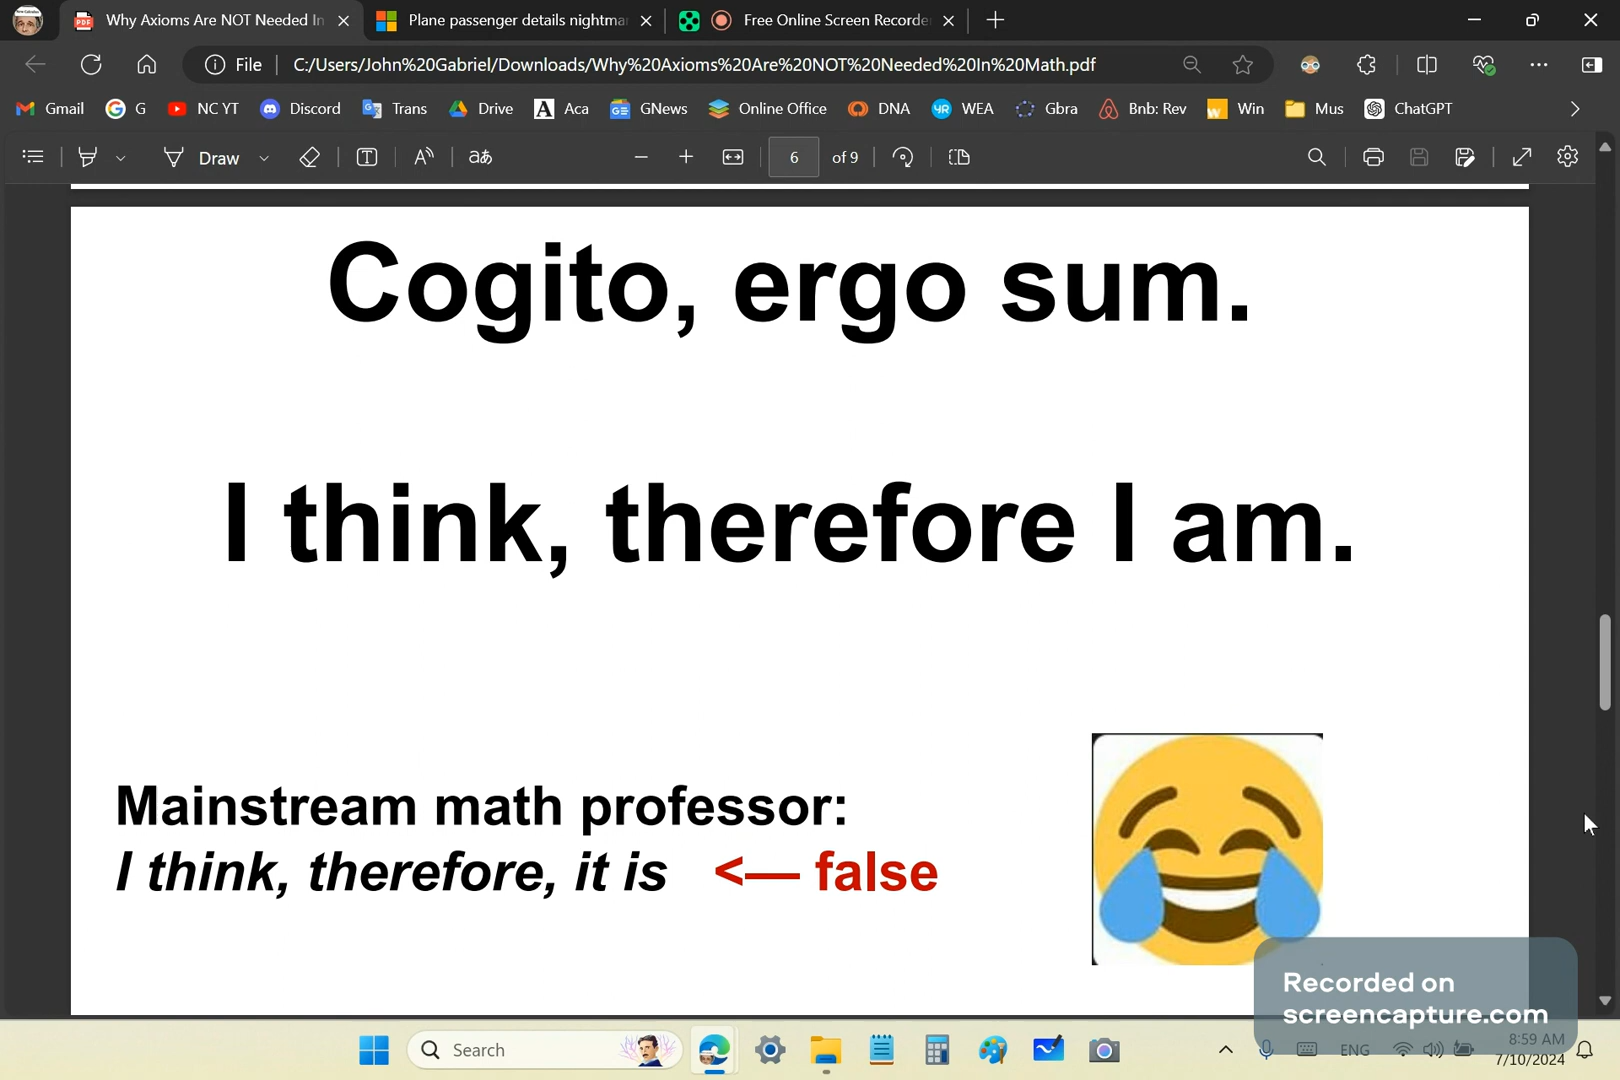 Why Axioms Are NOT Needed In
Plane passenger details nightma
Free Online Screen Recorde
File
C:/Users/John%20Gabriel/Downloads/Why%20Axioms%20Are%20NOT%20Needed%20In%20Math.pdf
Gmail
G
NC YT
Discord
Trans
Drive
Aca
GNews
Online Office
DNA
WEA
Gbra
Bnb: Rev
Win
Mus
ChatGPT
Draw
6 of 9
Cogito, ergo sum.
I think, therefore I am.
Mainstream math professor:
I think, therefore, it is <— false
Recorded on
screencapture.com
Search
ENG
8:59 AM
7/10/2024